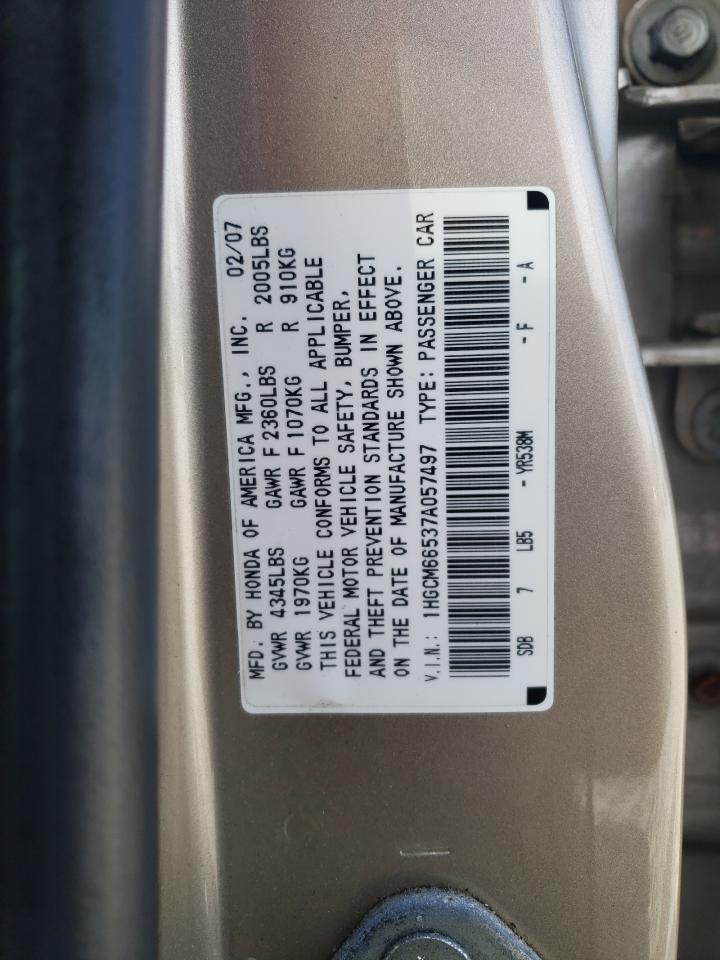 MFD. BY HONDA OF AMERICA MFG., INC. 02/07
GVWR 4345LBS GAWR F 2360LBS R 2005LBS
GVWR 1970KG GAWR F 1070KG R 910KG
THIS VEHICLE CONFORMS TO ALL APPLICABLE
FEDERAL MOTOR VEHICLE SAFETY, BUMPER,
AND THEFT PREVENTION STANDARDS IN EFFECT
ON THE DATE OF MANUFACTURE SHOWN ABOVE.
V.I.N.: 1HGCM66537A057497 TYPE: PASSENGER CAR
SDB 7 LB5 - YR538M - F - A